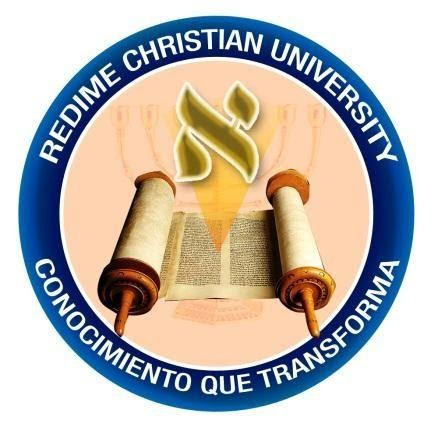 REDIME CHRISTIAN UNIVERSITY
א
CONOCIMIENTO QUE TRANSFORMA